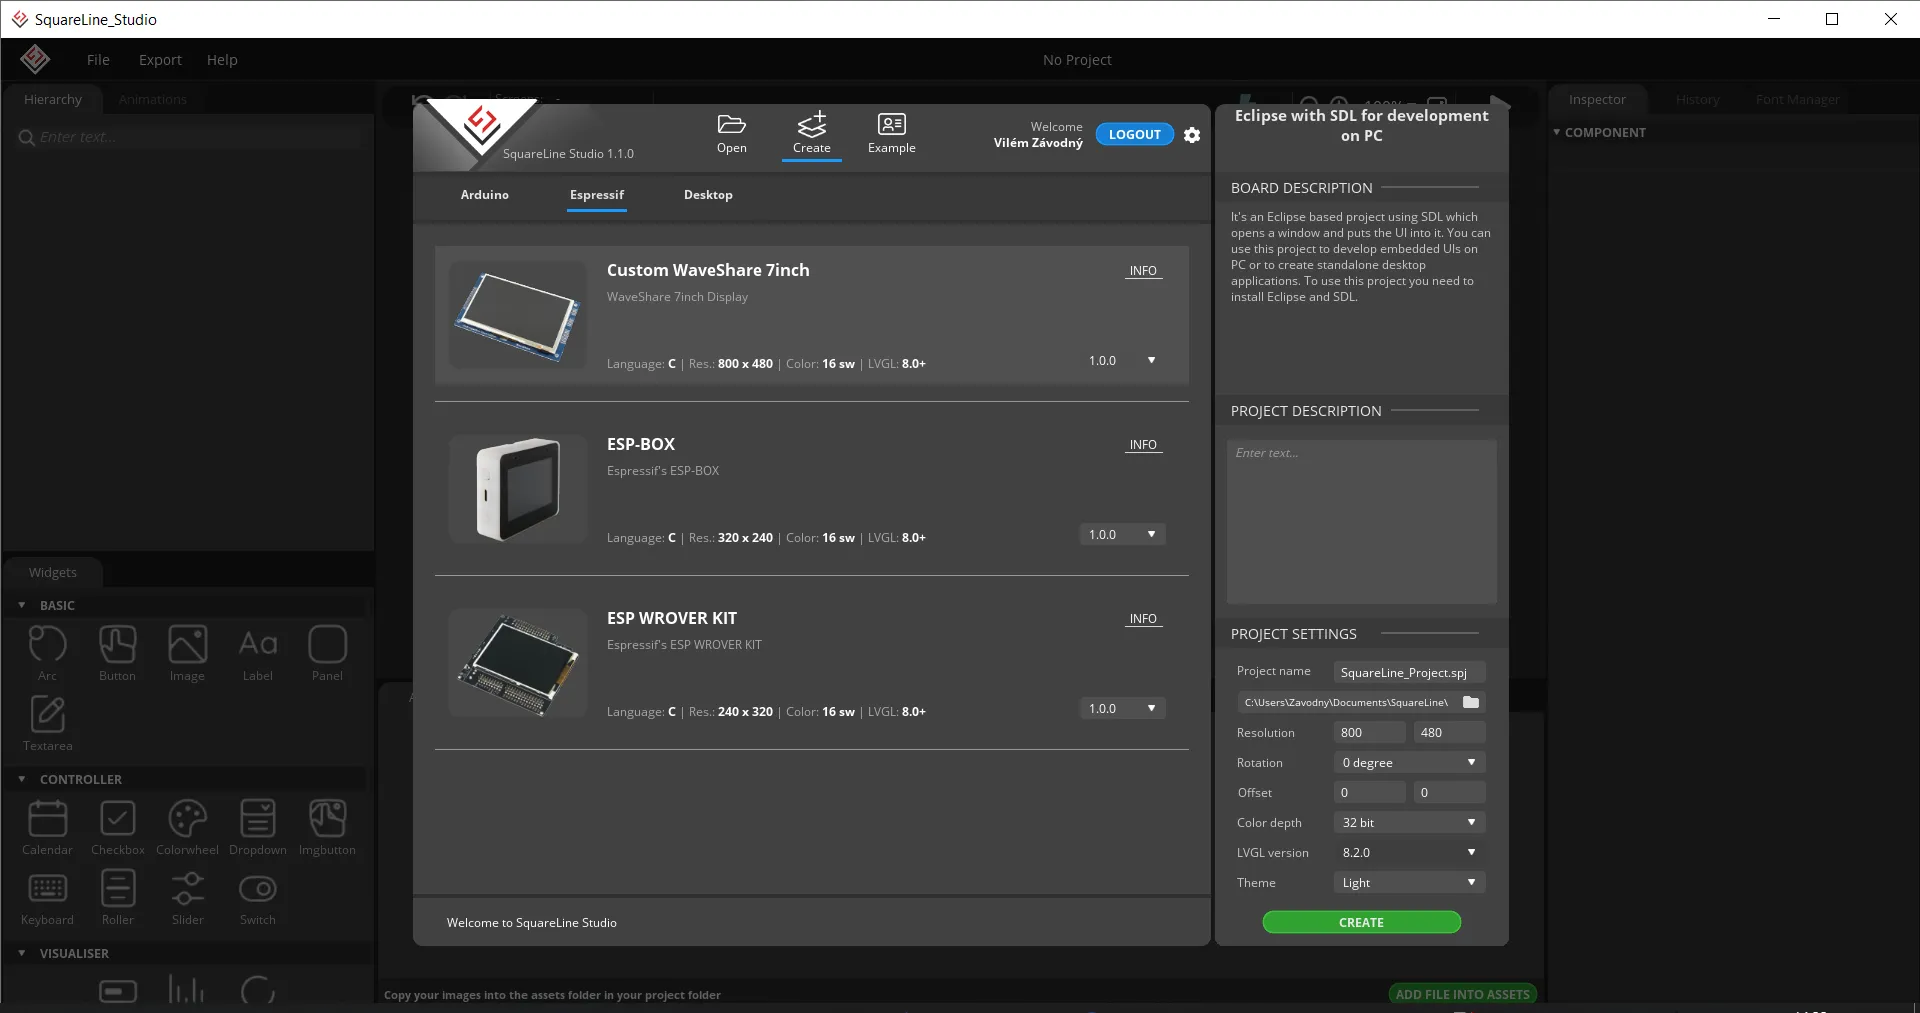 SquareLine_Studio
File Export Help
No Project
Hierarchy Animations
Enter text...
SquareLine Studio 1.1.0
Open
Create
Example
Welcome
Vilém Závodný
LOGOUT
Arduino Espressif Desktop
Custom WaveShare 7inch
INFO
WaveShare 7inch Display
Language: C | Res.: 800 x 480 | Color: 16 sw | LVGL: 8.0+
1.0.0
ESP-BOX
INFO
Espressif's ESP-BOX
Language: C | Res.: 320 x 240 | Color: 16 sw | LVGL: 8.0+
1.0.0
ESP WROVER KIT
INFO
Espressif's ESP WROVER KIT
Language: C | Res.: 240 x 320 | Color: 16 sw | LVGL: 8.0+
1.0.0
Welcome to SquareLine Studio
Eclipse with SDL for development
on PC
BOARD DESCRIPTION
It's an Eclipse based project using SDL which
opens a window and puts the UI into it. You can
use this project to develop embedded UIs on
PC or to create standalone desktop
applications. To use this project you need to
install Eclipse and SDL.
PROJECT DESCRIPTION
Enter text...
PROJECT SETTINGS
Project name SquareLine_Project.spj
C:\Users\Zavodny\Documents\SquareLine\
Resolution 800 480
Rotation 0 degree
Offset 0 0
Color depth 32 bit
LVGL version 8.2.0
Theme Light
CREATE
Inspector History Font Manager
COMPONENT
Widgets
BASIC
Arc Button Image Label Panel
Textarea
CONTROLLER
Calendar Checkbox Colorwheel Dropdown Imgbutton
Keyboard Roller Slider Switch
VISUALISER
Copy your images into the assets folder in your project folder
ADD FILE INTO ASSETS